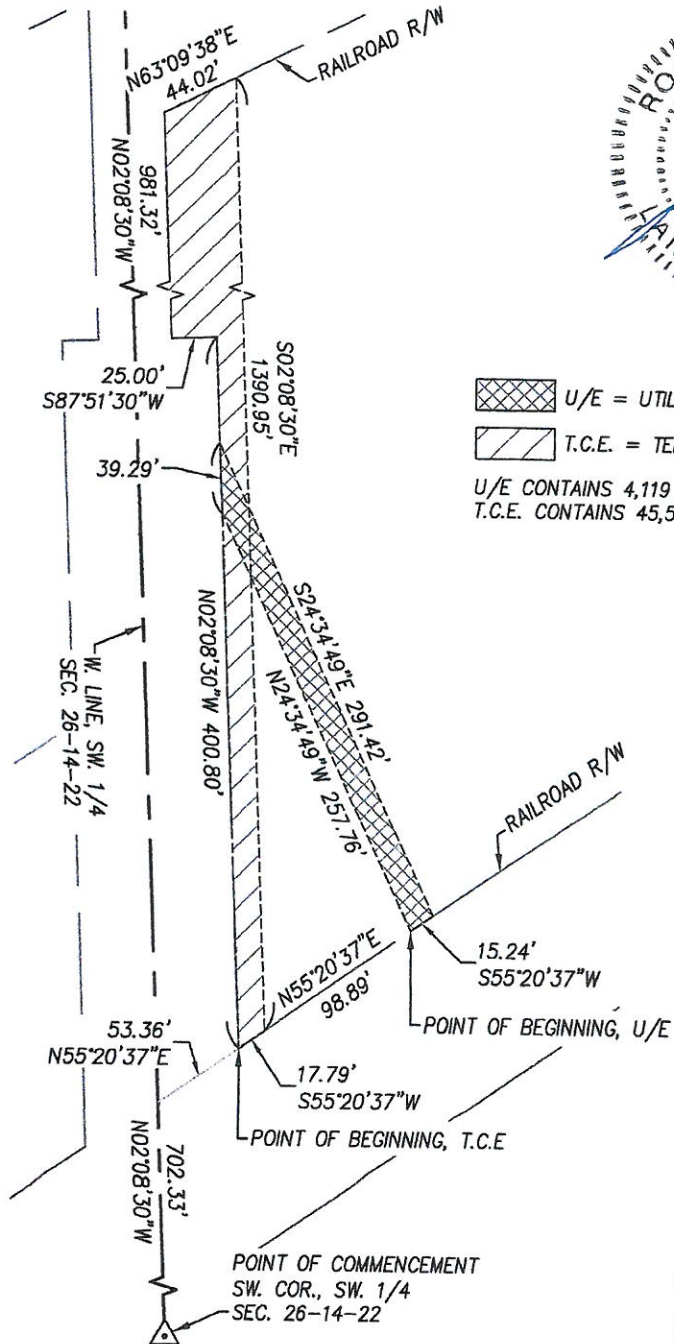 N63°09'38"E
44.02'
RAILROAD R/W
RO
981.32'
N02°08'30"W
25.00'
S87°51'30"W
S02°08'30"E
1390.95'
39.29'
U/E = UTIL
T.C.E. =
U/E CONTAINS 4,119
T.C.E. CONTAINS 45,5
S24°34'49"E 291.42'
N24°34'49"W 257.76'
N02°08'30"W 400.80'
W. LINE, SW. 1/4
SEC. 26-14-22
RAILROAD R/W
N55°20'37"E
98.89'
15.24'
S55°20'37"W
POINT OF BEGINNING, U/E
53.36'
N55°20'37"E
17.79'
S55°20'37"W
POINT OF BEGINNING, T.C.E
702.33'
N02°08'30"W
POINT OF COMMENCEMENT
SW. COR., SW. 1/4
SEC. 26-14-22